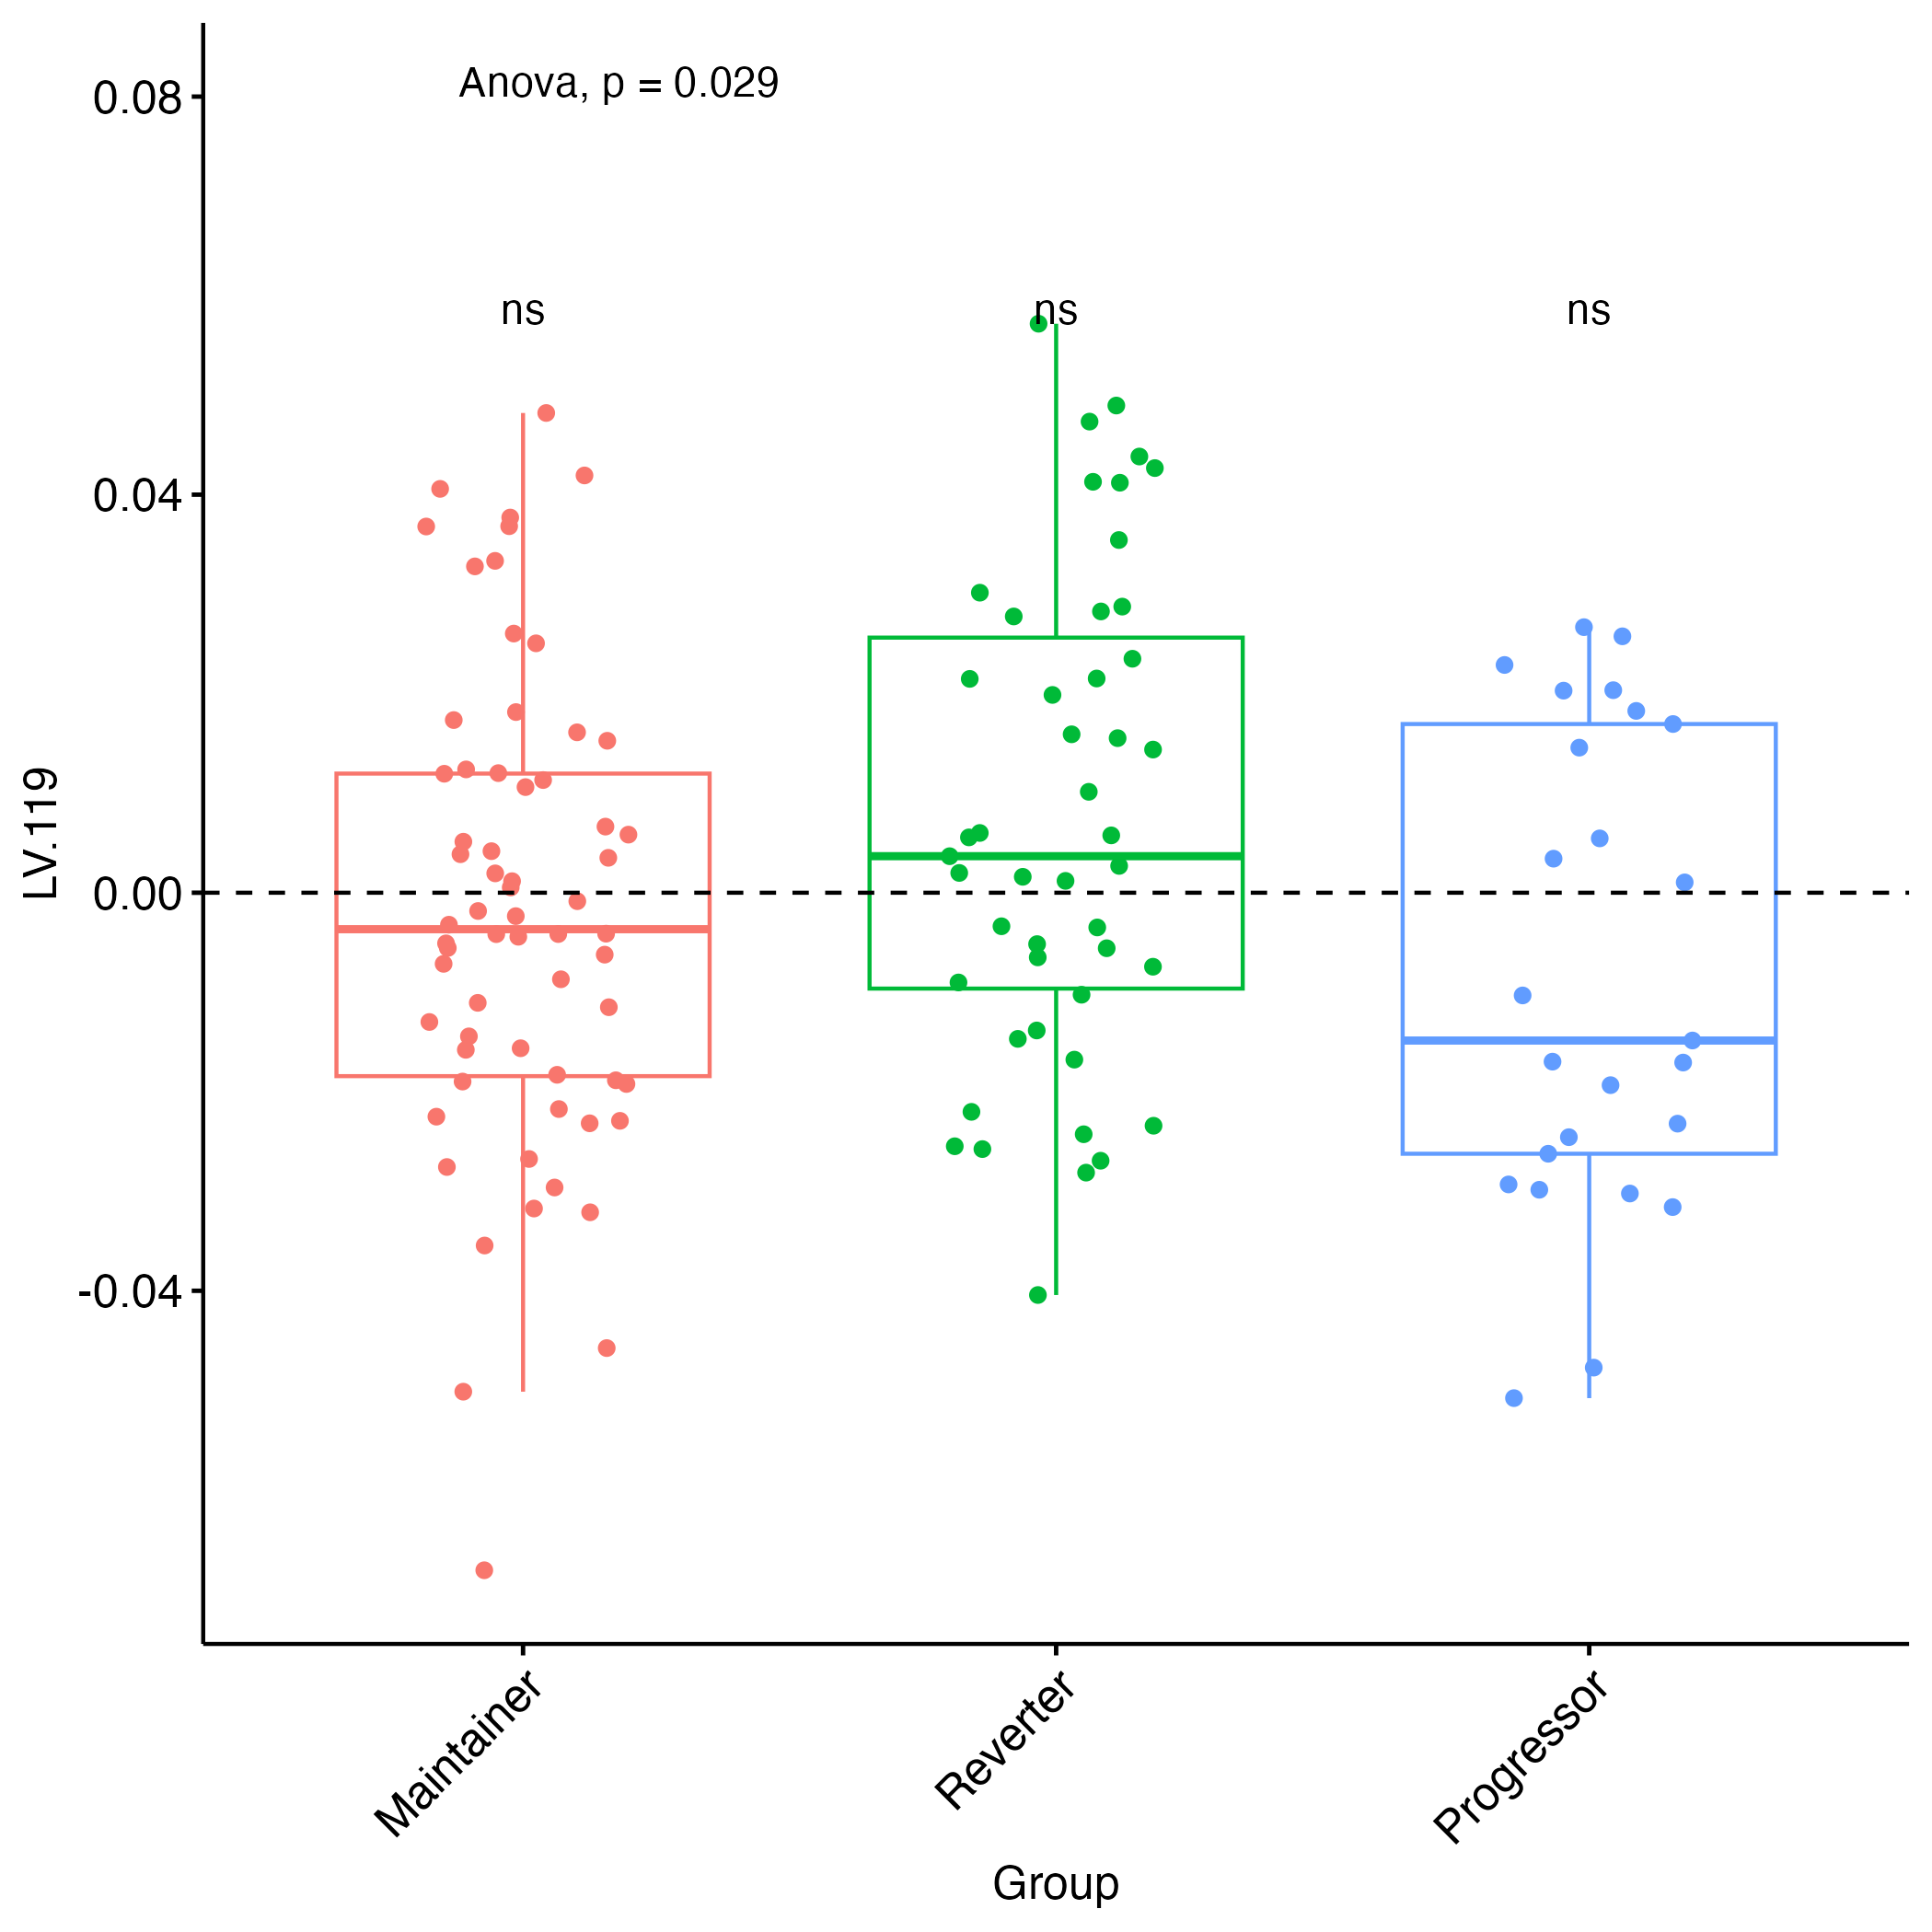 Anova, p = 0.029
0.08
0.04
0.00
-0.04
LV.119
ns
ns
ns
Maintainer
Reverter
Progressor
Group